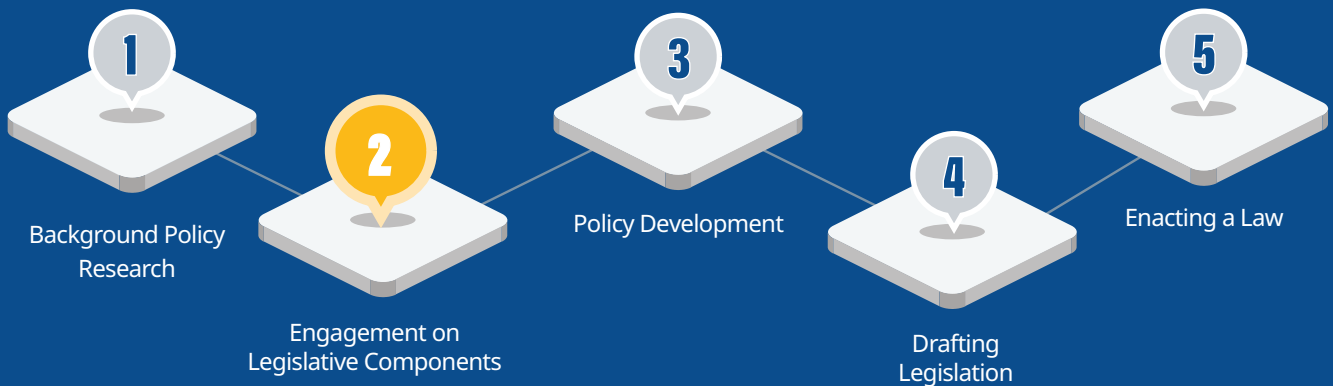 1
Background Policy
Research
2
Engagement on
Legislative Components
3
Policy Development
4
Drafting
Legislation
5
Enacting a Law